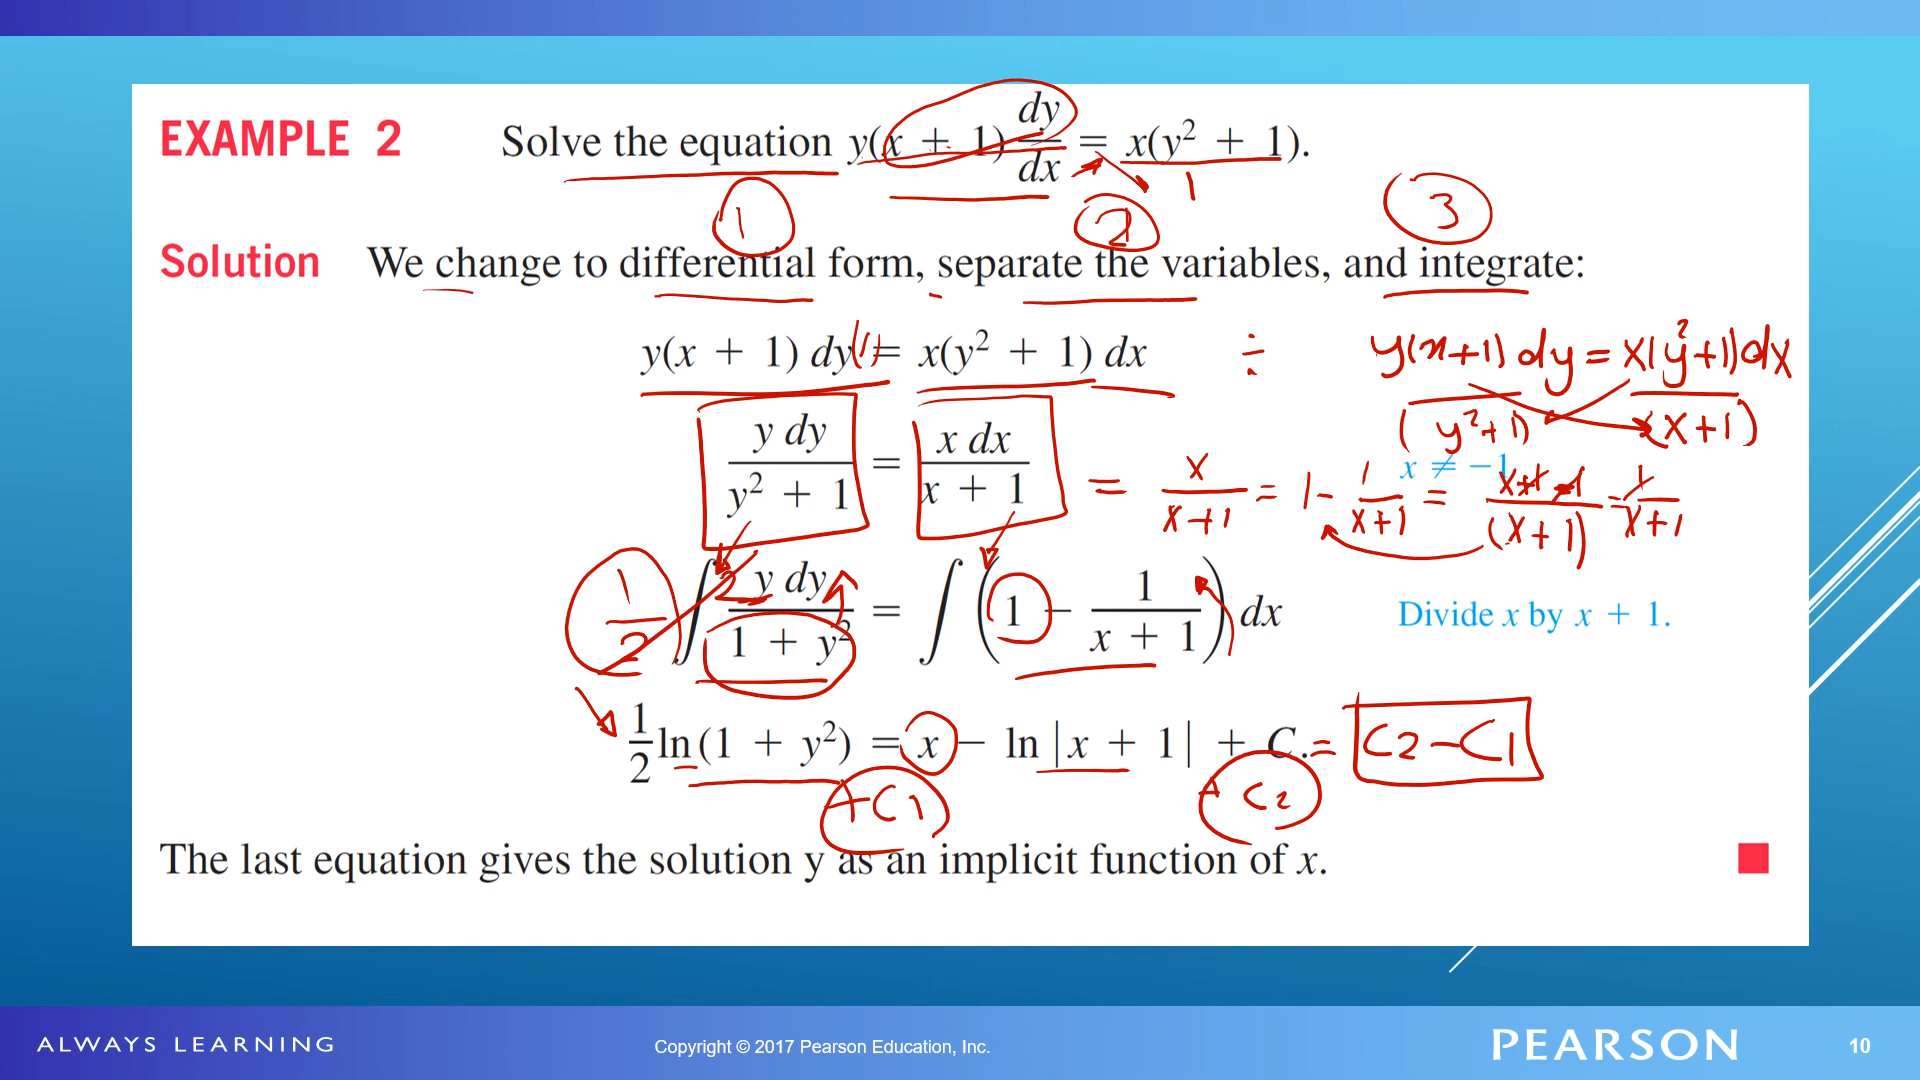 EXAMPLE 2 Solve the equation y(x + 1) dy/dx = x(y² + 1).
1 2 1 3
Solution We change to differential form, separate the variables, and integrate:
y(x + 1) dy = x(y² + 1) dx ÷ y(x+1) dy = x(y²+1)dx
(y²+1) (x+1)
y dy / y² + 1 = x dx / x + 1 = x / x+1 = 1 - 1 / x+1 = x+1-1 / (x+1) = x / x+1
x ≠ −1
1/2 ∫ 2 y dy / 1 + y² = ∫ (1 − 1 / x + 1) dx Divide x by x + 1.
1/2 ln(1 + y²) = x − ln |x + 1| + C. = C2 - C1
+C1 + C2
The last equation gives the solution y as an implicit function of x.
ALWAYS LEARNING Copyright © 2017 Pearson Education, Inc. PEARSON 10